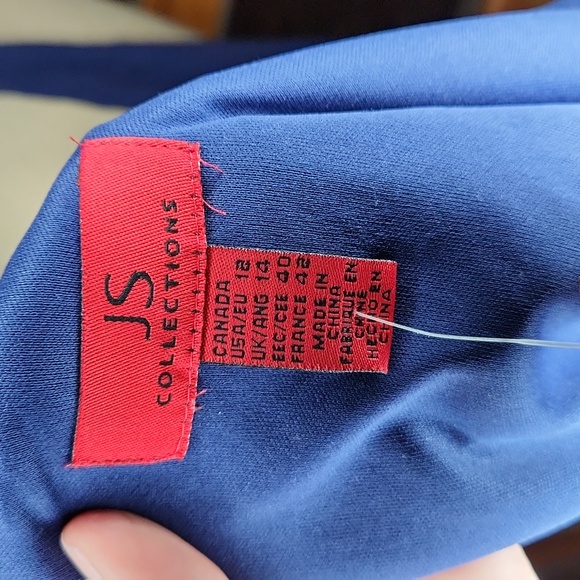 JS
COLLECTIONS
CANADA
USA/EU 12
UK/ANG 14
EEC/CEE 40
FRANCE 42
MADE IN
CHINA
FABRIQUE EN
CHINE
HECHO EN
CHINA